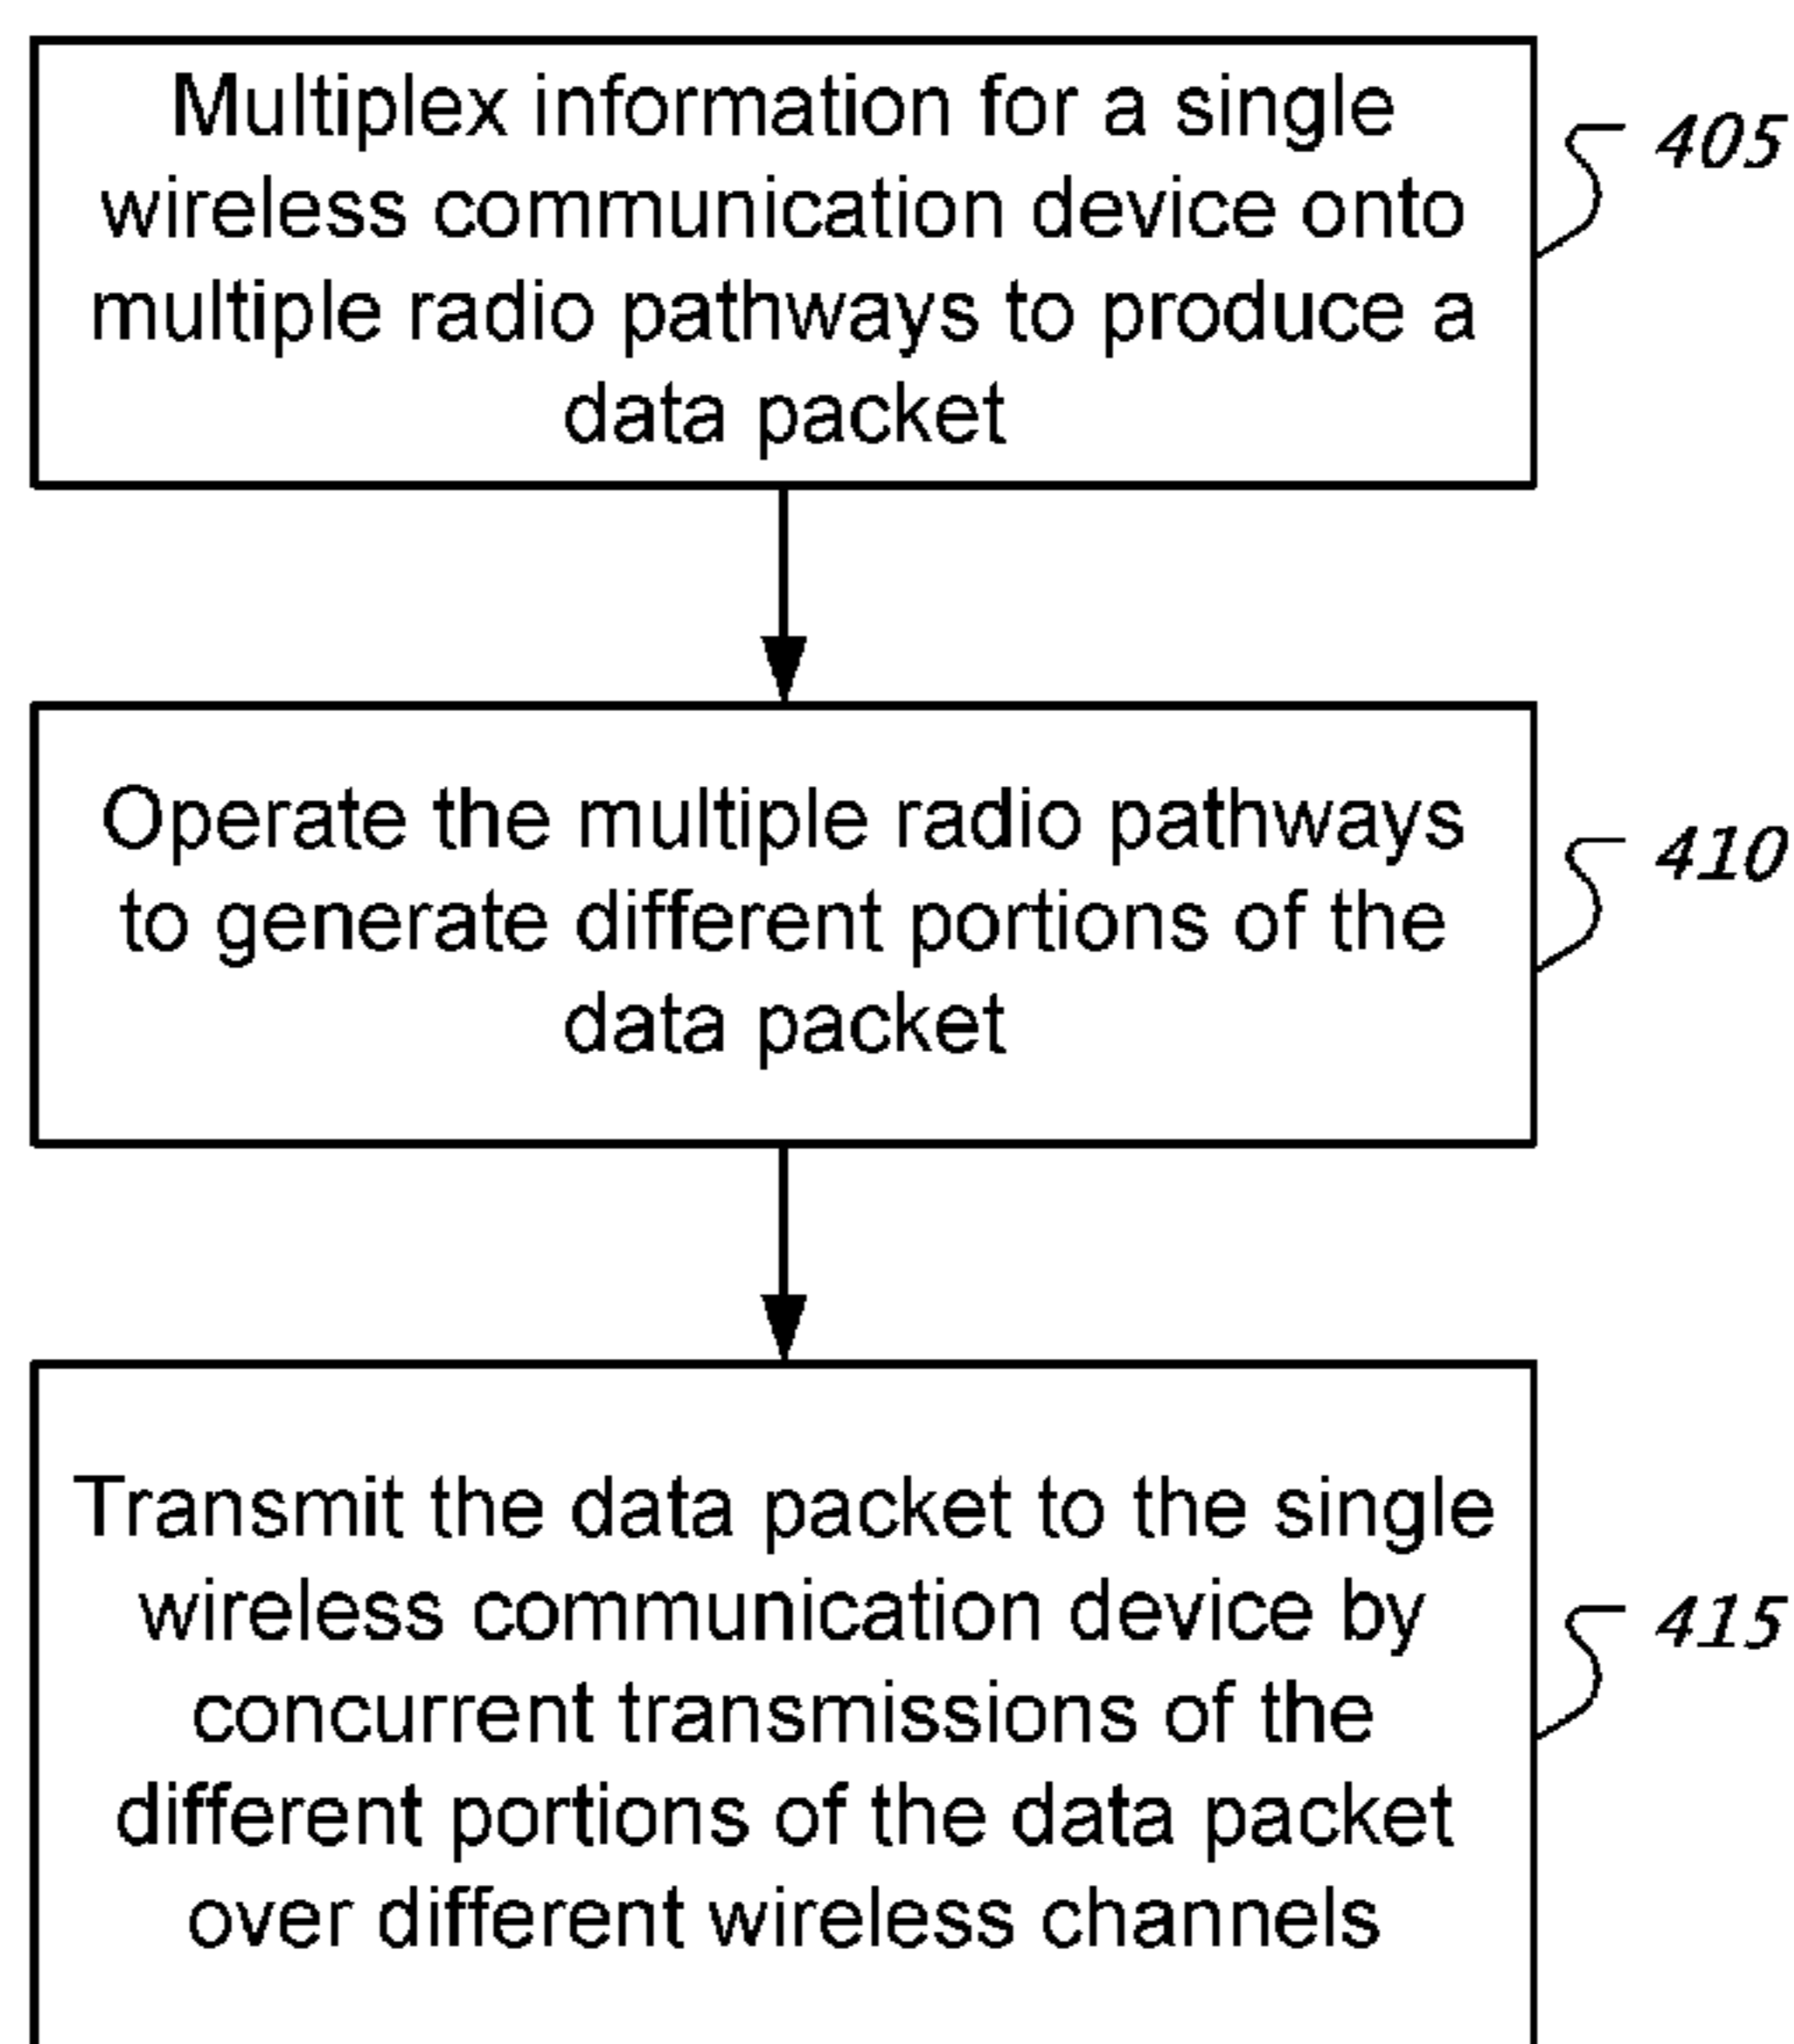 Multiplex information for a single
wireless communication device onto
multiple radio pathways to produce a
data packet
405
Operate the multiple radio pathways
to generate different portions of the
data packet
410
Transmit the data packet to the single
wireless communication device by
concurrent transmissions of the
different portions of the data packet
over different wireless channels
415